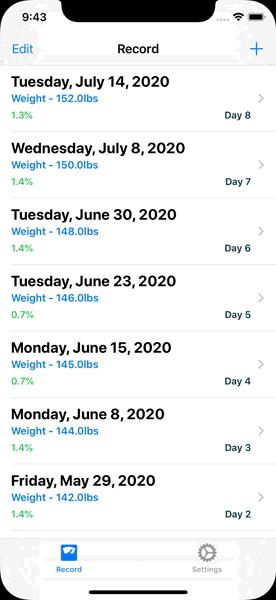 9:43
Edit Record +
Tuesday, July 14, 2020
Weight - 152.0lbs
1.3% Day 8
Wednesday, July 8, 2020
Weight - 150.0lbs
1.4% Day 7
Tuesday, June 30, 2020
Weight - 148.0lbs
1.4% Day 6
Tuesday, June 23, 2020
Weight - 146.0lbs
0.7% Day 5
Monday, June 15, 2020
Weight - 145.0lbs
0.7% Day 4
Monday, June 8, 2020
Weight - 144.0lbs
1.4% Day 3
Friday, May 29, 2020
Weight - 142.0lbs
1.4% Day 2
Record Settings